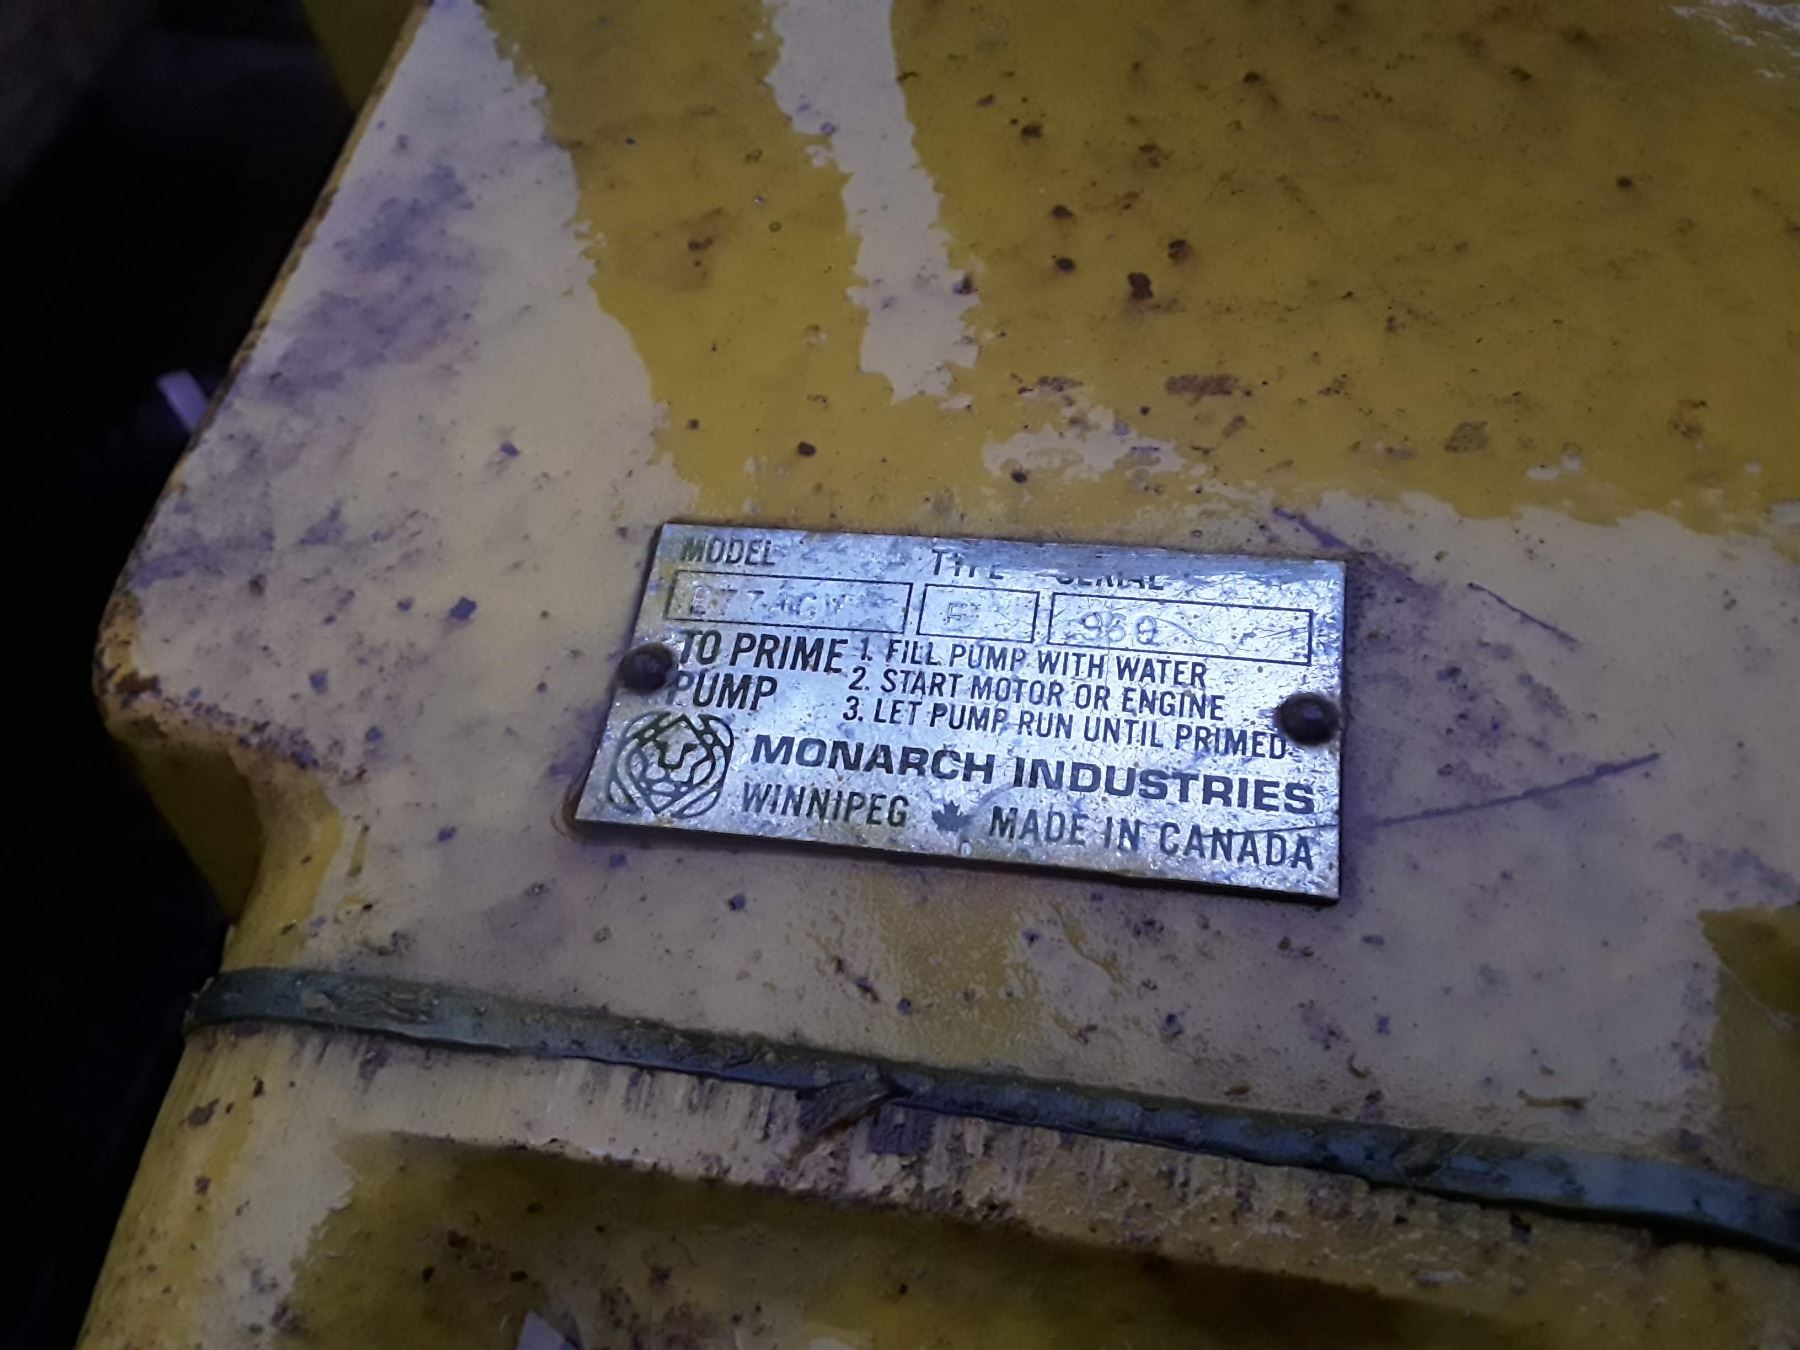 MODEL TYPE SERIAL
F 960
TO PRIME PUMP
1. FILL PUMP WITH WATER
2. START MOTOR OR ENGINE
3. LET PUMP RUN UNTIL PRIMED
MONARCH INDUSTRIES
WINNIPEG MADE IN CANADA